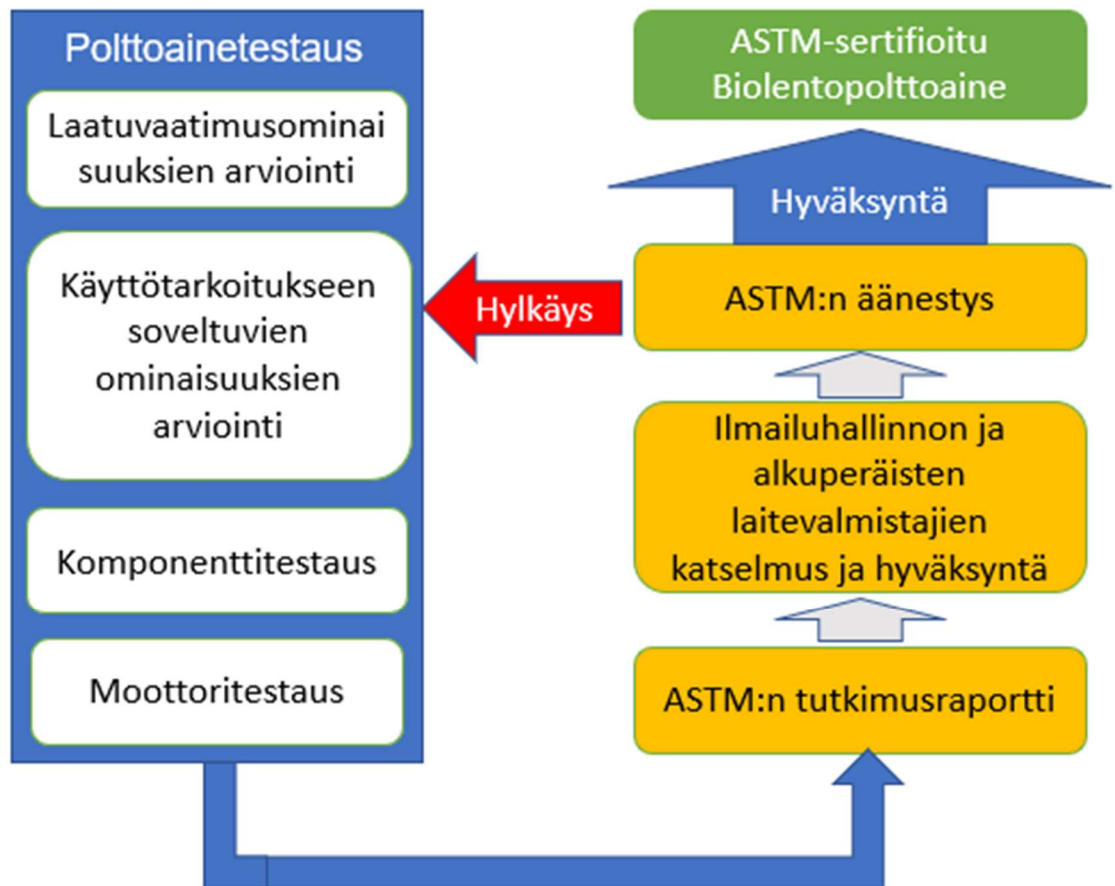 Polttoainetestaus
Laatuvaatimusominai
suuksien arviointi
Käyttötarkoitukseen
soveltuvien
ominaisuuksien
arviointi
Komponenttitestaus
Moottoritestaus
ASTM-sertifioitu
Biolentopolttoaine
Hyväksyntä
Hylkäys
ASTM:n äänestys
Ilmailuhallinnon ja
alkuperäisten
laitevalmistajien
katselmus ja hyväksyntä
ASTM:n tutkimusraportti